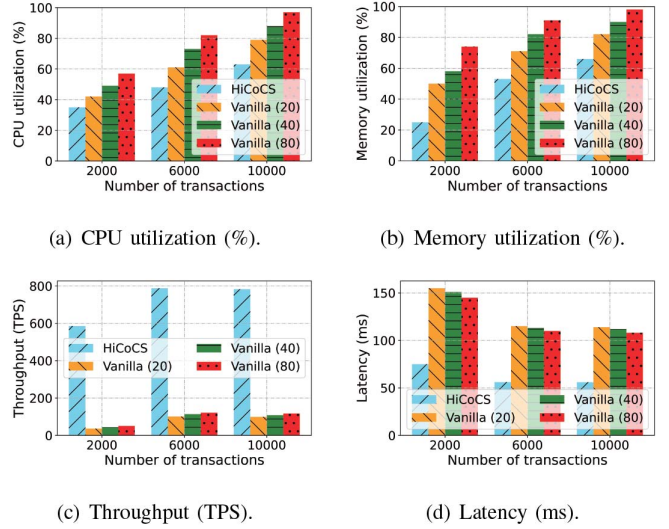 100
80
60
40
20
0
CPU utilization (%)
HiCoCS
Vanilla (20)
Vanilla (40)
Vanilla (80)
2000 6000 10000
Number of transactions
(a) CPU utilization (%).
100
80
60
40
20
0
Memory utilization (%)
HiCoCS
Vanilla (20)
Vanilla (40)
Vanilla (80)
2000 6000 10000
Number of transactions
(b) Memory utilization (%).
800
600
400
200
0
Throughput (TPS)
HiCoCS Vanilla (40)
Vanilla (20) Vanilla (80)
2000 6000 10000
Number of transactions
(c) Throughput (TPS).
150
100
50
0
Latency (ms)
HiCoCS Vanilla (40)
Vanilla (20) Vanilla (80)
2000 6000 10000
Number of transactions
(d) Latency (ms).